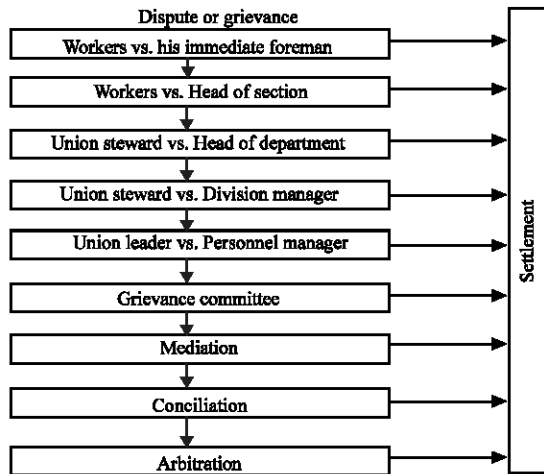 Dispute or grievance
Workers vs. his immediate foreman
Workers vs. Head of section
Union steward vs. Head of department
Union steward vs. Division manager
Union leader vs. Personnel manager
Grievance committee
Mediation
Conciliation
Arbitration
Settlement